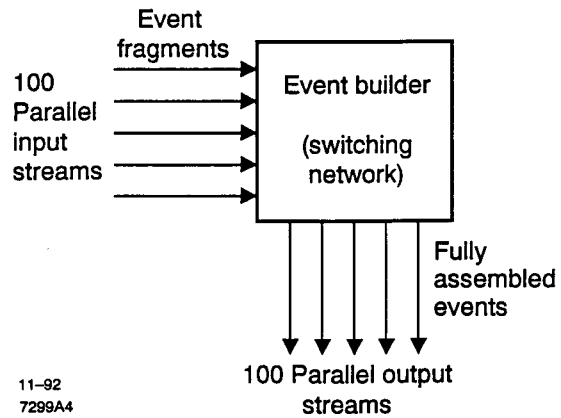 Event
fragments
100
Parallel
input
streams
Event builder
(switching
network)
Fully
assembled
events
100 Parallel output
streams
11–92
7299A4